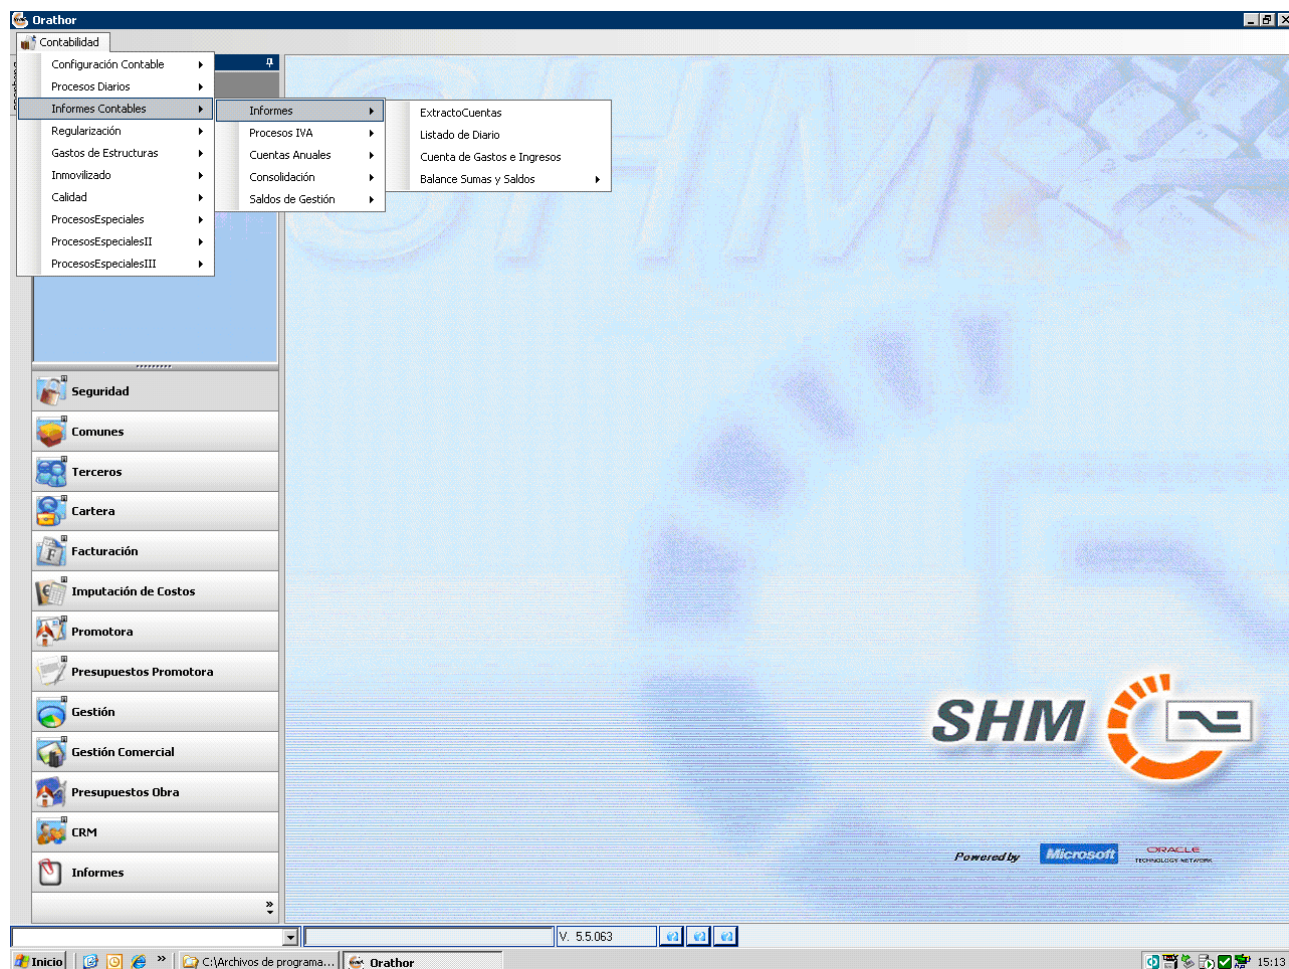 Orathor
Contabilidad
Configuración Contable
Procesos Diarios
Informes Contables
Regularización
Gastos de Estructuras
Inmovilizado
Calidad
ProcesosEspeciales
ProcesosEspecialesII
ProcesosEspecialesIII
Informes
Procesos IVA
Cuentas Anuales
Consolidación
Saldos de Gestión
ExtractoCuentas
Listado de Diario
Cuenta de Gastos e Ingresos
Balance Sumas y Saldos
Seguridad
Comunes
Terceros
Cartera
Facturación
Imputación de Costos
Promotora
Presupuestos Promotora
Gestión
Gestión Comercial
Presupuestos Obra
CRM
Informes
SHM
SHM
Powered by Microsoft ORACLE
TECHNOLOGY NETWORK
V. 5.5.063
Inicio
C:\Archivos de programa...
Orathor
15:13